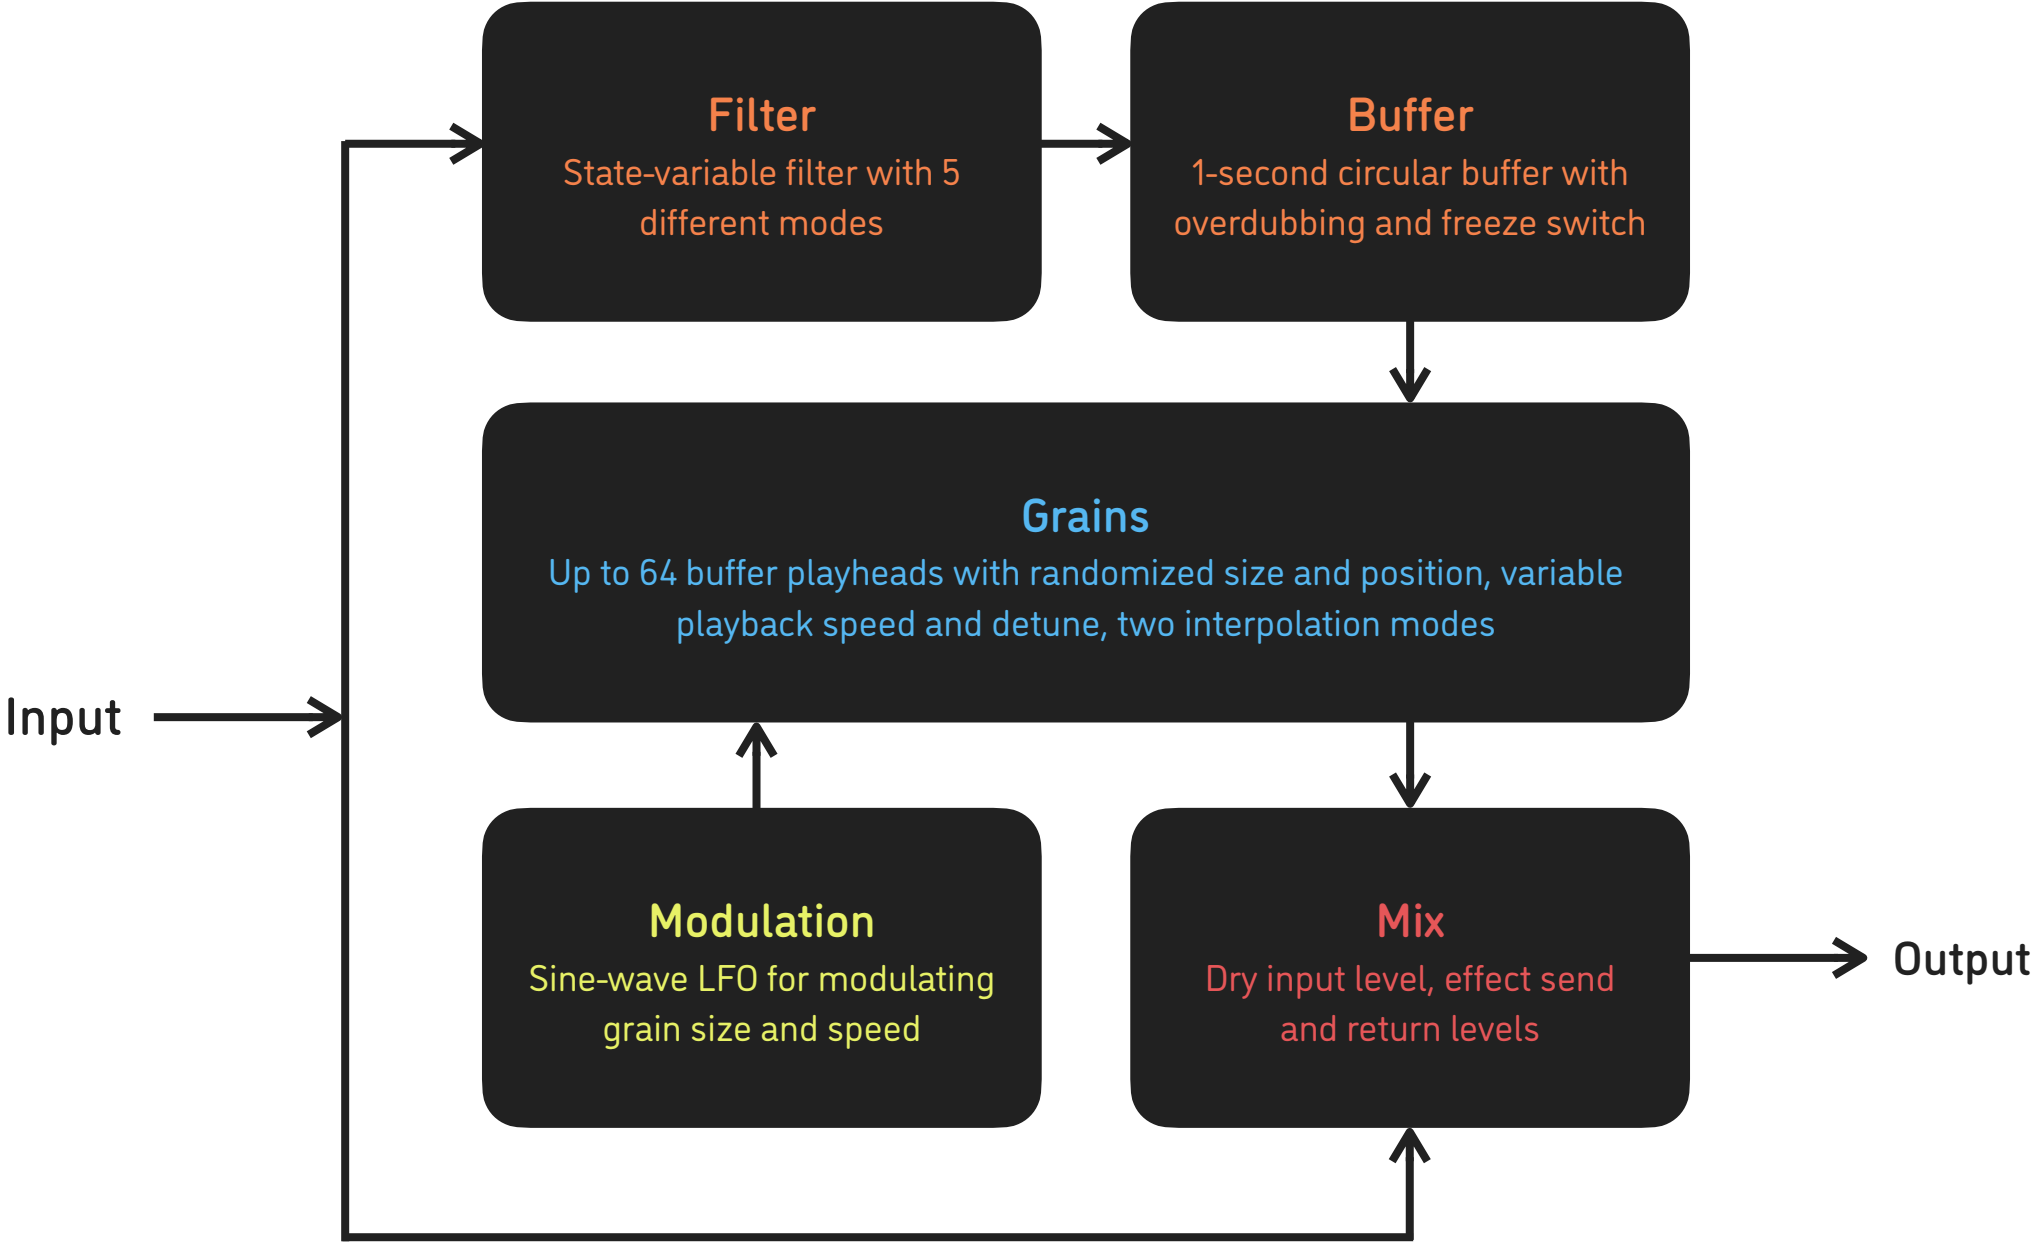 Filter
State-variable filter with 5
different modes
Buffer
1-second circular buffer with
overdubbing and freeze switch
Grains
Up to 64 buffer playheads with randomized size and position, variable
playback speed and detune, two interpolation modes
Input
Modulation
Sine-wave LFO for modulating
grain size and speed
Mix
Dry input level, effect send
and return levels
Output